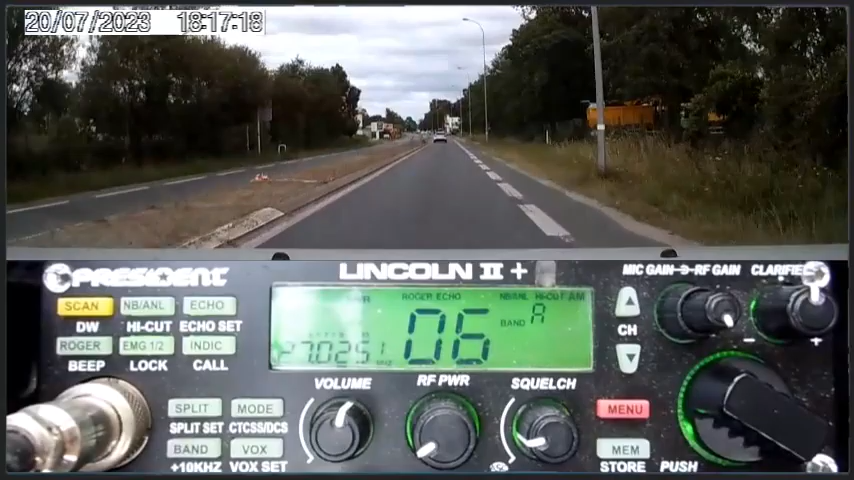 20/07/2023 18:17:18
PRESIDENT LINCOLN II + MIC GAIN RF GAIN CLARIFIER
SCAN NB/ANL ECHO
DW HI-CUT ECHO SET
ROGER EMG 1/2 INDIC
BEEP LOCK CALL
ROGER ECHO NB/ANL HI-CUT AM
06 BAND A
27.0251
CH
- +
VOLUME RF PWR SQUELCH
SPLIT MODE
SPLIT SET CTCSS/DCS
BAND VOX
+10KHZ VOX SET
MENU
MEM
STORE PUSH